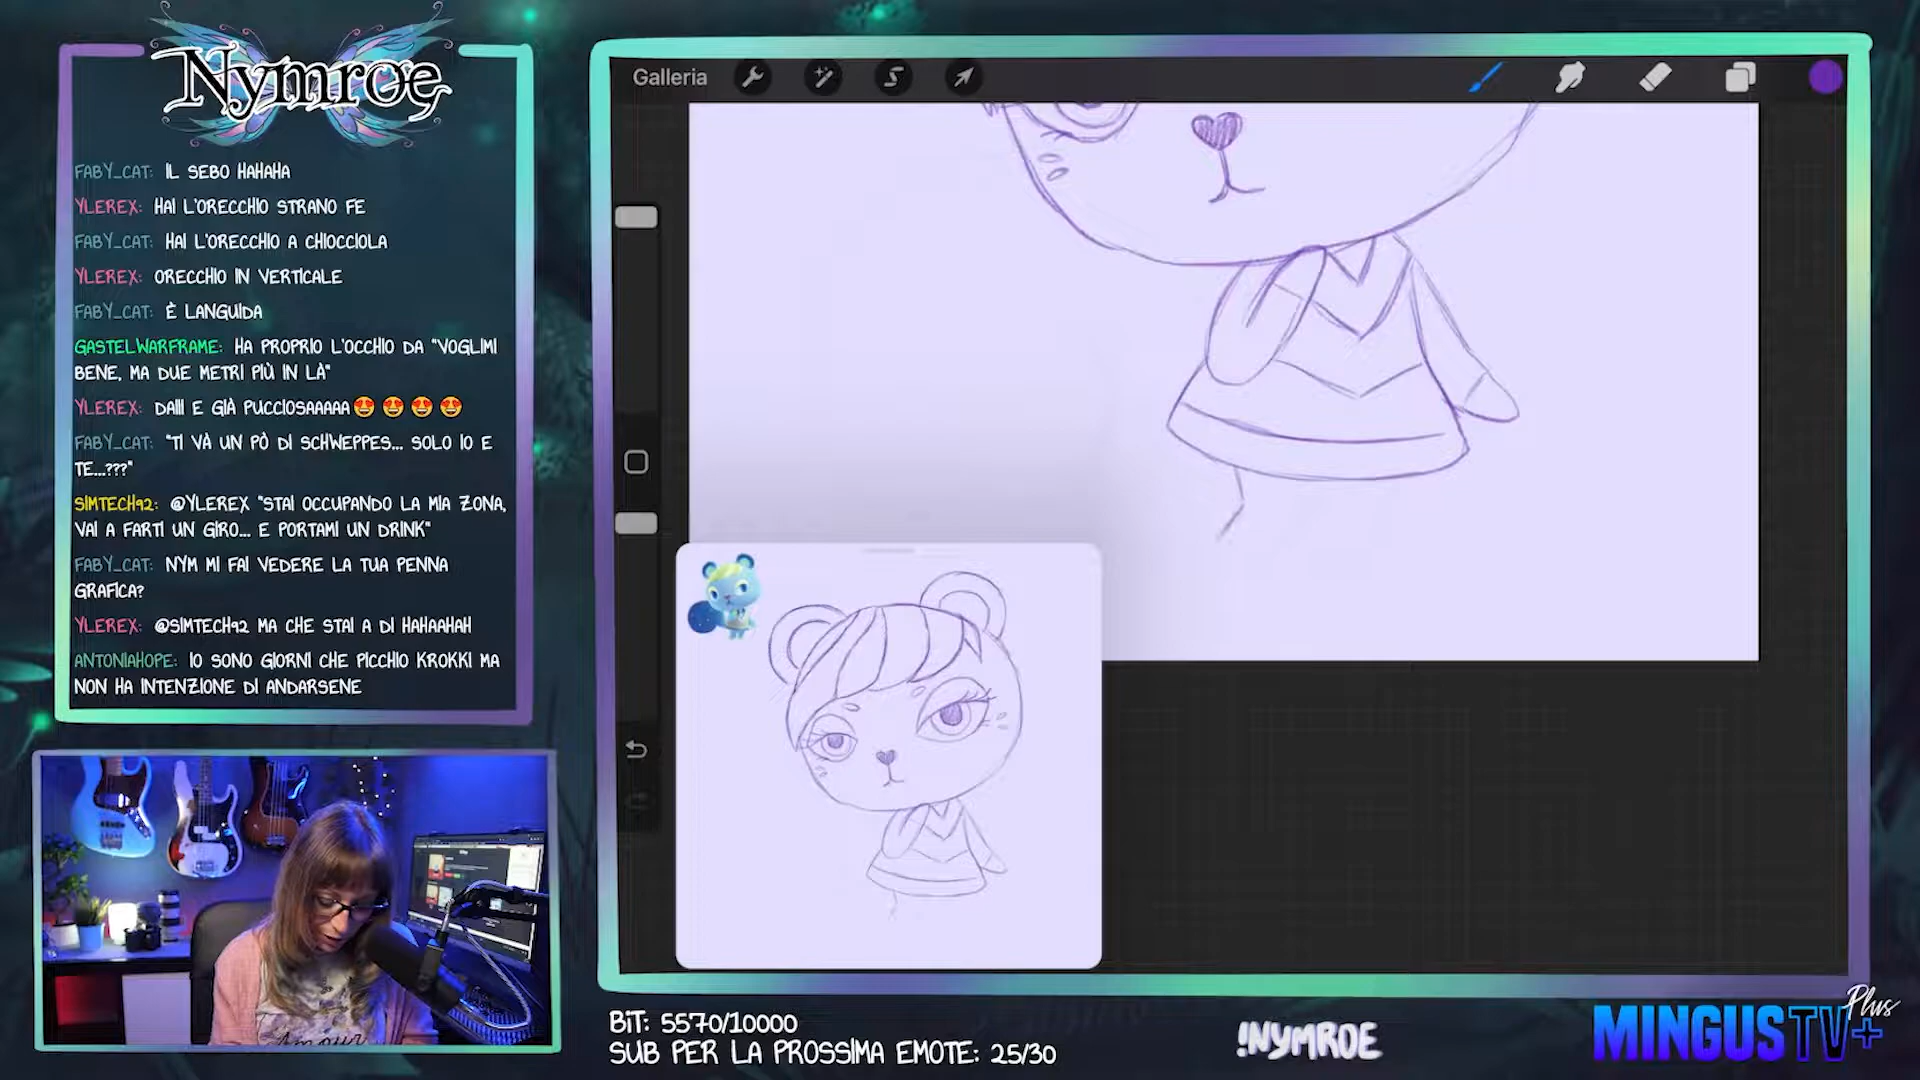 Nymroe
FABY_CAT: IL SEBO HAHAHA
YLEREX: HAI L'ORECCHIO STRANO FE
FABY_CAT: HAI L'ORECCHIO A CHIOCCIOLA
YLEREX: ORECCHIO IN VERTICALE
FABY_CAT: È LANGUIDA
GASTELWARFRAME: HA PROPRIO L'OCCHIO DA "VOGLIMI
BENE, MA DUE METRI PIÙ IN LÀ"
YLEREX: DAIII E GIÀ PUCCIOSAAAAA😍 😍 😍 😍
FABY_CAT: "TI VÀ UN PÒ DI SCHWEPPES... SOLO IO E
TE...???"
SIMTECH92: @YLEREX "STAI OCCUPANDO LA MIA ZONA,
VAI A FARTI UN GIRO... E PORTAMI UN DRINK"
FABY_CAT: NYM MI FAI VEDERE LA TUA PENNA
GRAFICA?
YLEREX: @SIMTECH92 MA CHE STAI A DI HAHAAHAH
ANTONIAHOPE: IO SONO GIORNI CHE PICCHIO KROKKI MA
NON HA INTENZIONE DI ANDARSENE
Galleria
Amour
BIT: 5570/10000
SUB PER LA PROSSIMA EMOTE: 25/30
!NYMROE
MINGUSTV+
Plus